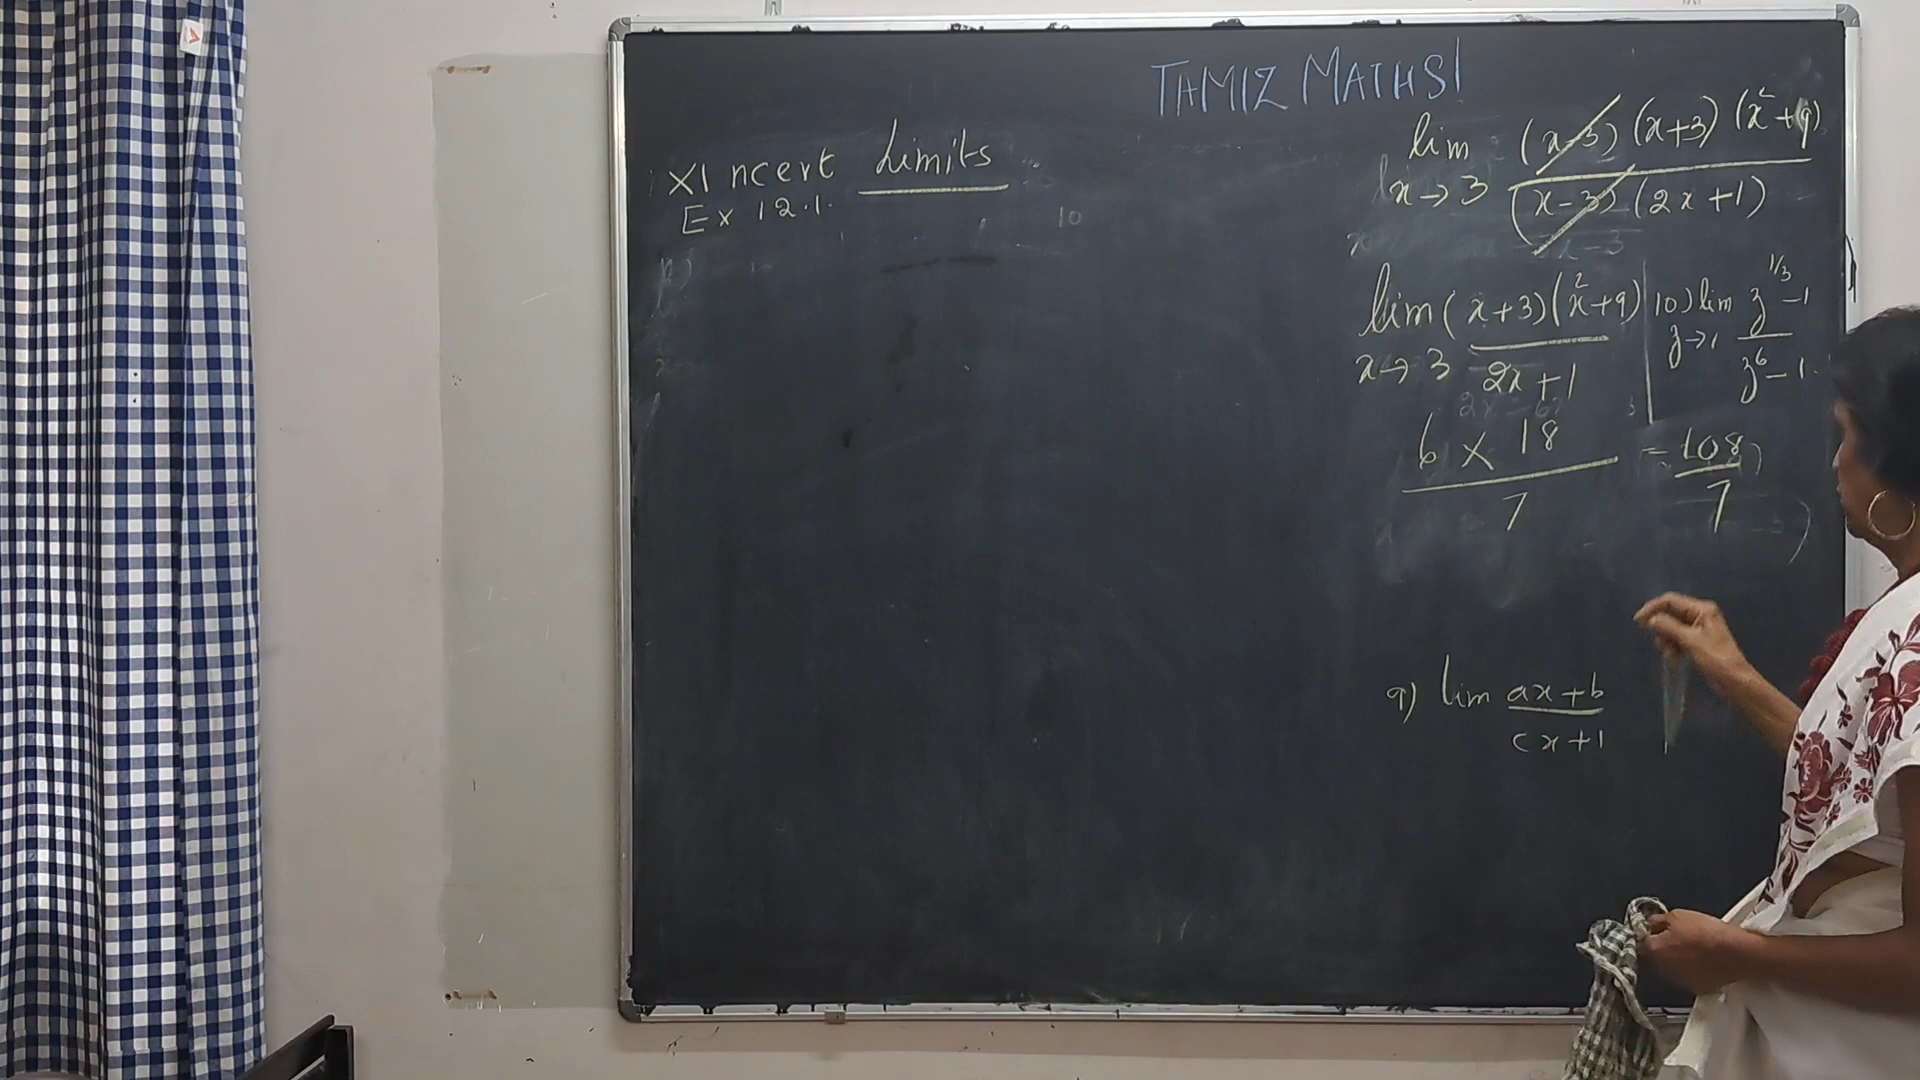 TAMIZ MATHS!
XI ncert Limits
Ex 12.1.
10
lim (x-3) (x+3) (x²+9)
x→3 (x-3) (2x+1)
lim (x+3)(x²+9)
x→3 2x+1
6 × 18 = 108
7 7
10) lim z^1/3 - 1
z→1 z⁶ - 1.
9) lim ax+b
cx+1